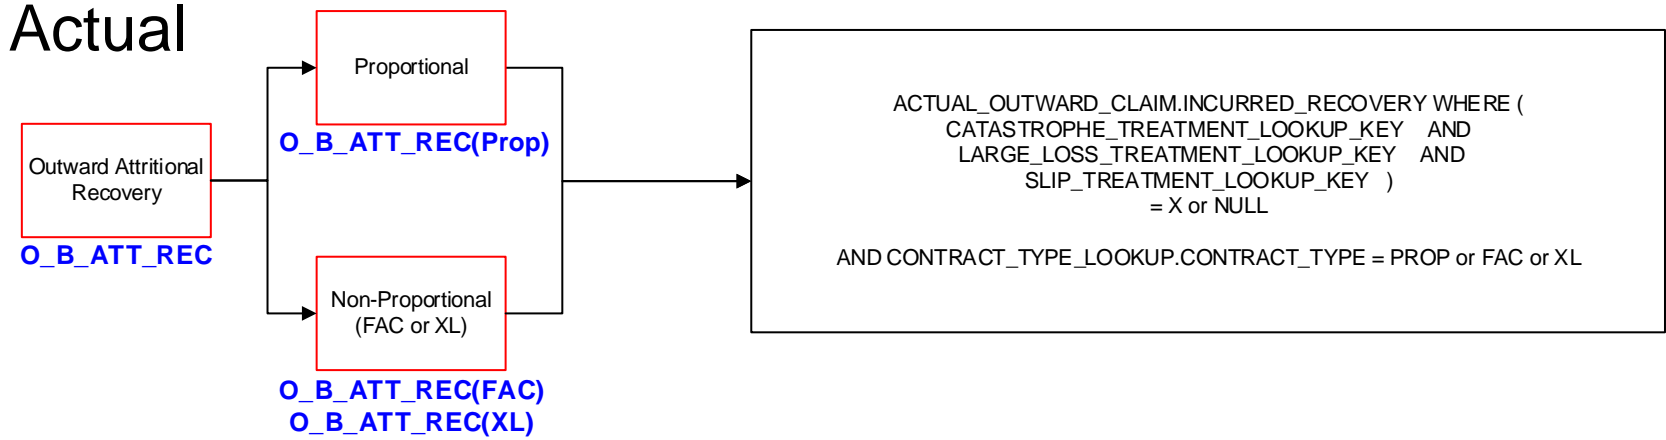 Actual
Outward Attritional
Recovery
O_B_ATT_REC
Proportional
O_B_ATT_REC(Prop)
Non-Proportional
(FAC or XL)
O_B_ATT_REC(FAC)
O_B_ATT_REC(XL)
ACTUAL_OUTWARD_CLAIM.INCURRED_RECOVERY WHERE (
CATASTROPHE_TREATMENT_LOOKUP_KEY AND
LARGE_LOSS_TREATMENT_LOOKUP_KEY AND
SLIP_TREATMENT_LOOKUP_KEY )
= X or NULL
AND CONTRACT_TYPE_LOOKUP.CONTRACT_TYPE = PROP or FAC or XL